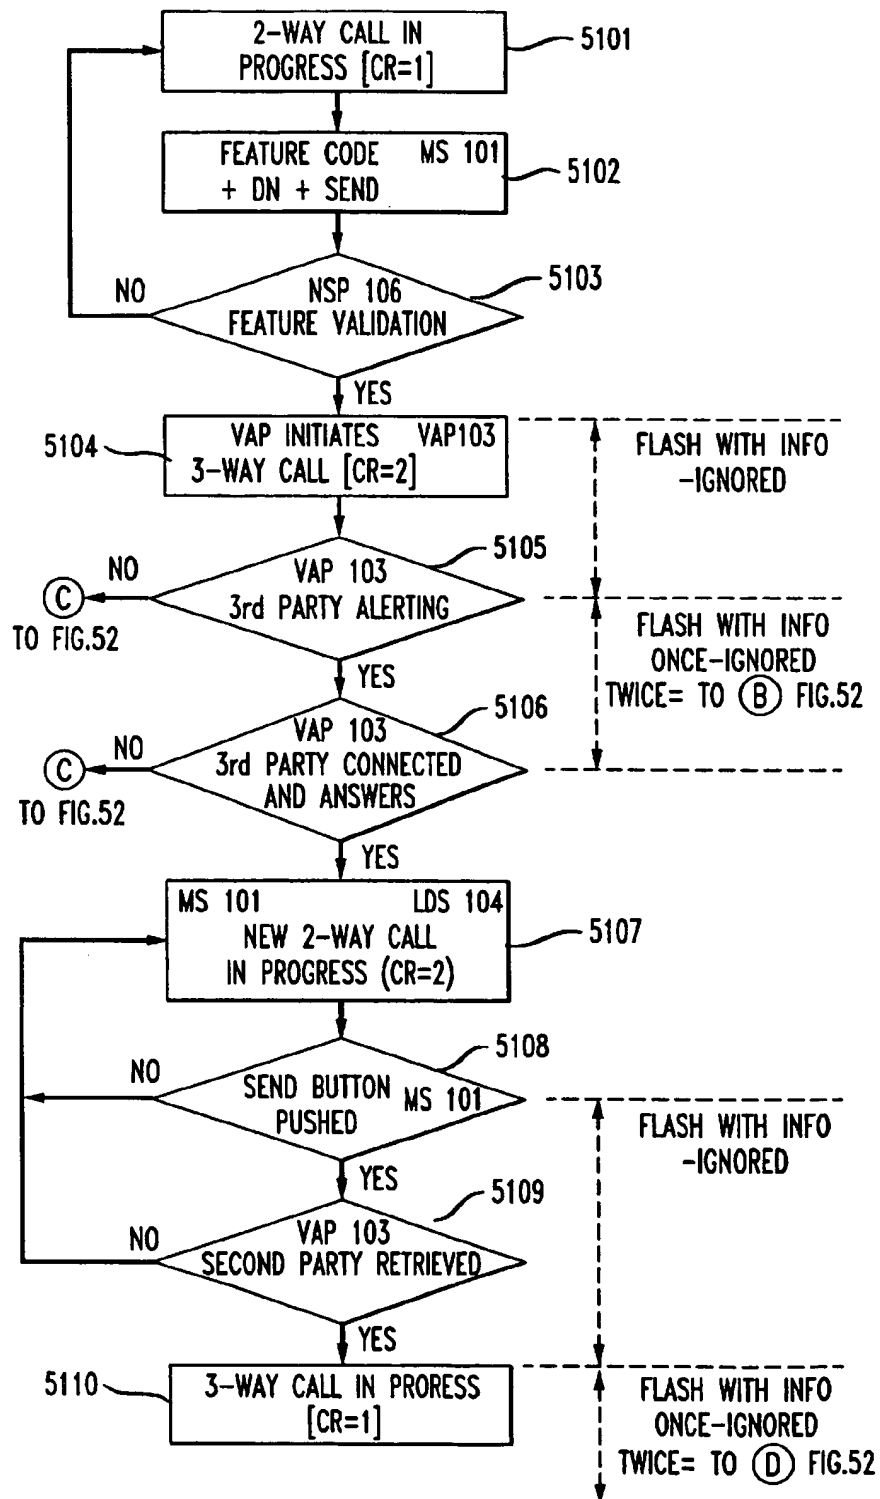 2-WAY CALL IN
PROGRESS [CR=1]
5101
FEATURE CODE MS 101
+ DN + SEND
5102
NSP 106
FEATURE VALIDATION
5103
NO
YES
VAP INITIATES VAP103
3-WAY CALL [CR=2]
5104
FLASH WITH INFO
-IGNORED
VAP 103
3rd PARTY ALERTING
5105
NO
C
TO FIG.52
YES
FLASH WITH INFO
ONCE-IGNORED
TWICE= TO B FIG.52
VAP 103
3rd PARTY CONNECTED
AND ANSWERS
5106
NO
C
TO FIG.52
YES
MS 101 LDS 104
NEW 2-WAY CALL
IN PROGRESS (CR=2)
5107
SEND BUTTON
PUSHED MS 101
5108
NO
YES
FLASH WITH INFO
-IGNORED
VAP 103
SECOND PARTY RETRIEVED
5109
NO
YES
3-WAY CALL IN PRORESS
[CR=1]
5110
FLASH WITH INFO
ONCE-IGNORED
TWICE= TO D FIG.52